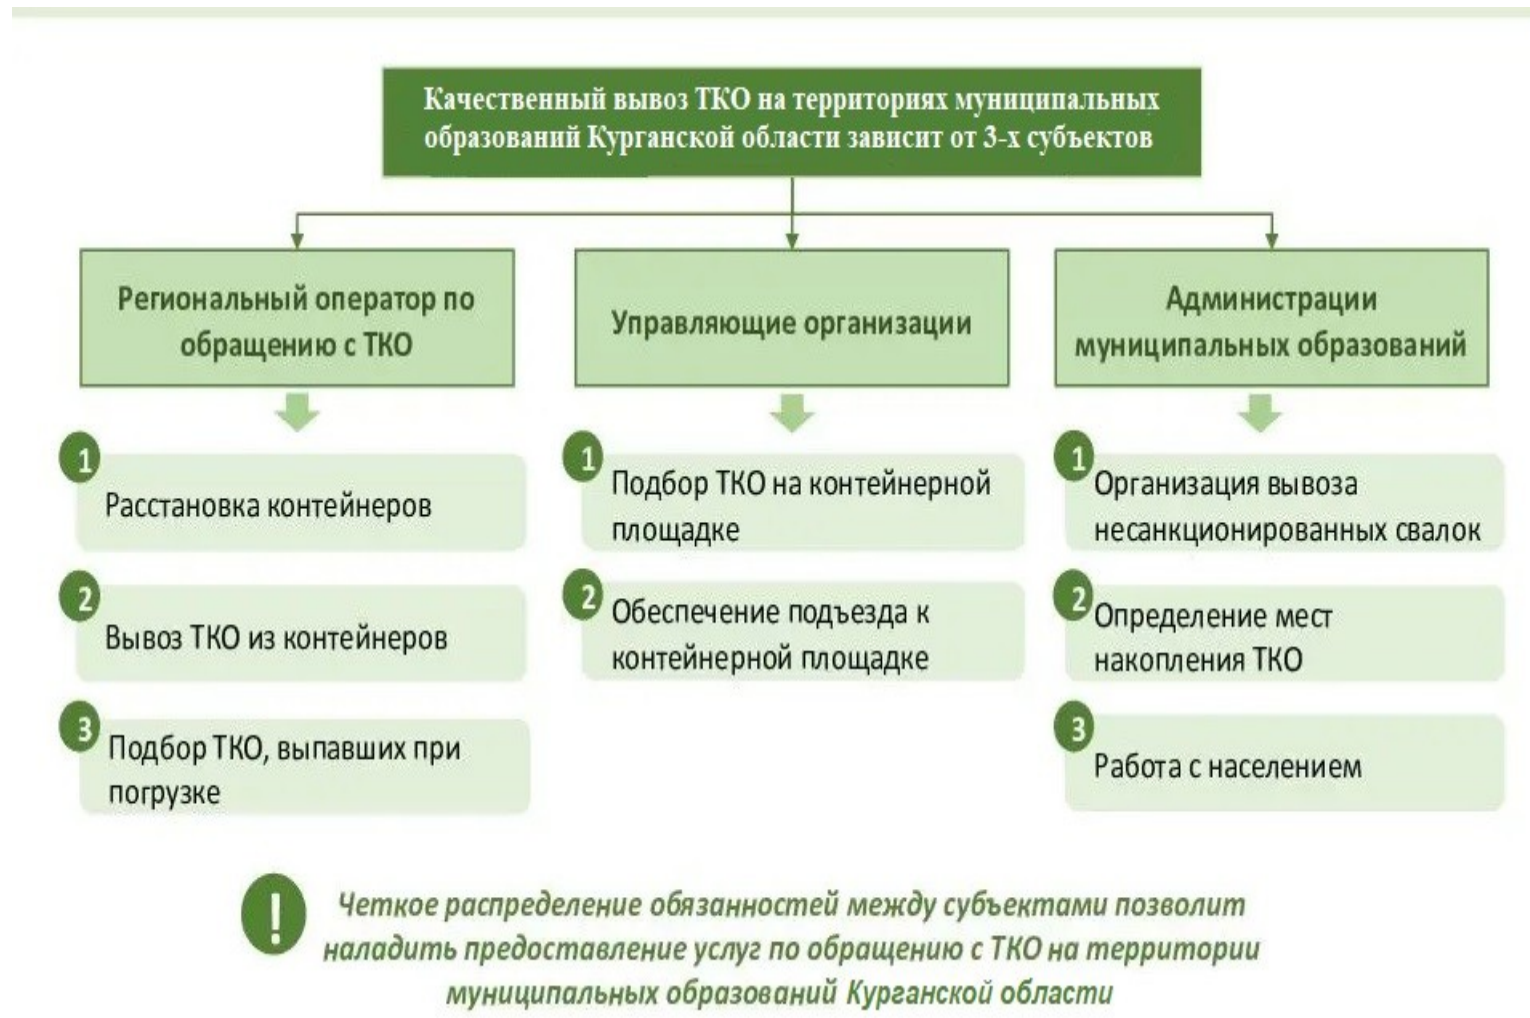 Качественный вывоз ТКО на территориях муниципальных
образований Курганской области зависит от 3-х субъектов
Региональный оператор по
обращению с ТКО
1
Расстановка контейнеров
2
Вывоз ТКО из контейнеров
3
Подбор ТКО, выпавших при
погрузке
Управляющие организации
1
Подбор ТКО на контейнерной
площадке
2
Обеспечение подъезда к
контейнерной площадке
Администрации
муниципальных образований
1
Организация вывоза
несанкционированных свалок
2
Определение мест
накопления ТКО
3
Работа с населением
!
Четкое распределение обязанностей между субъектами позволит
наладить предоставление услуг по обращению с ТКО на территории
муниципальных образований Курганской области